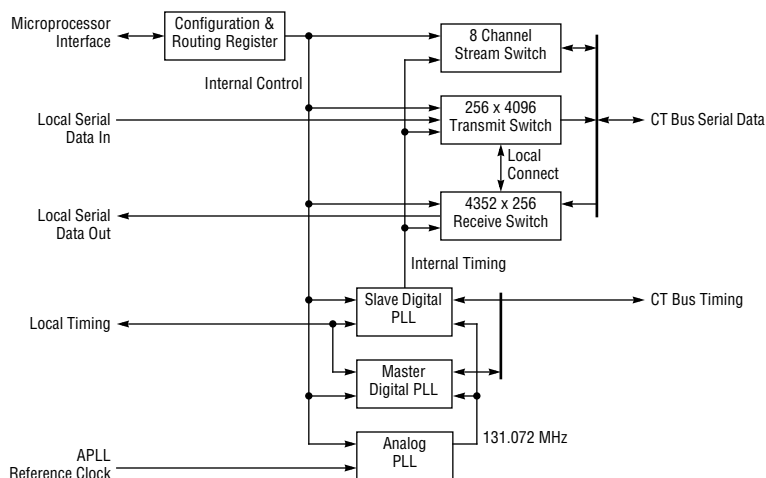 Microprocessor
Interface
Configuration &
Routing Register
8 Channel
Stream Switch
Internal Control
Local Serial
Data In
256 x 4096
Transmit Switch
CT Bus Serial Data
Local
Connect
Local Serial
Data Out
4352 x 256
Receive Switch
Internal Timing
Slave Digital
PLL
CT Bus Timing
Local Timing
Master
Digital PLL
131.072 MHz
APLL
Reference Clock
Analog
PLL